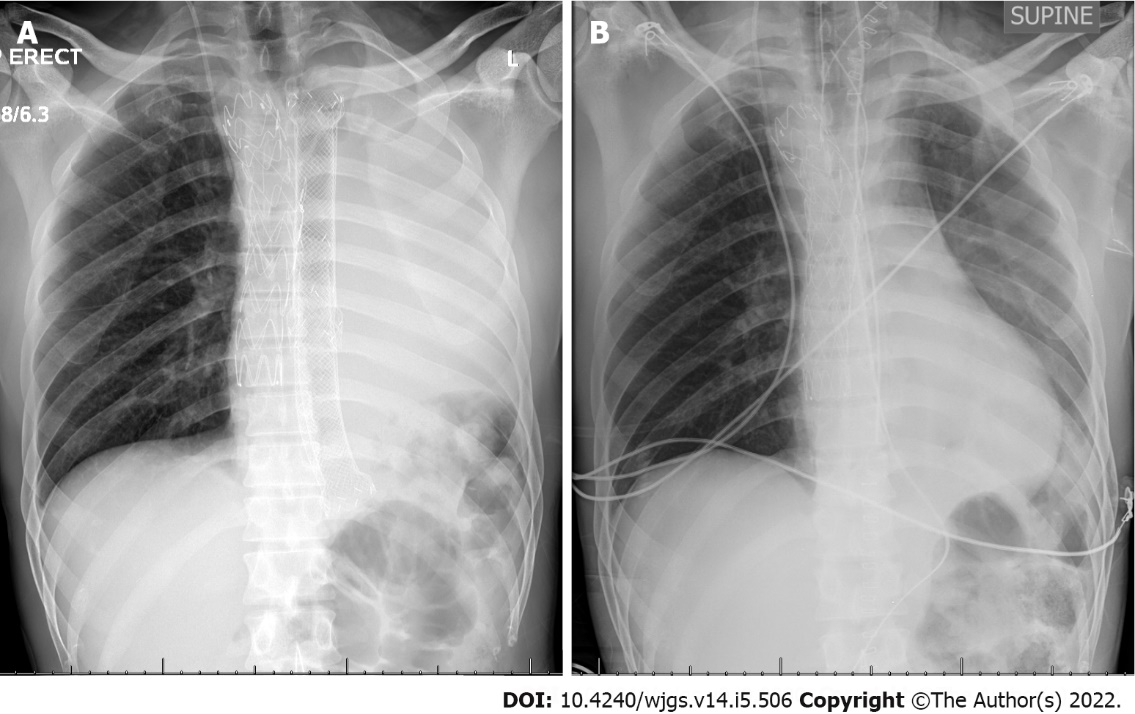 A
P ERECT
L
8/6.3
B
SUPINE
DOI: 10.4240/wjgs.v14.i5.506 Copyright ©The Author(s) 2022.